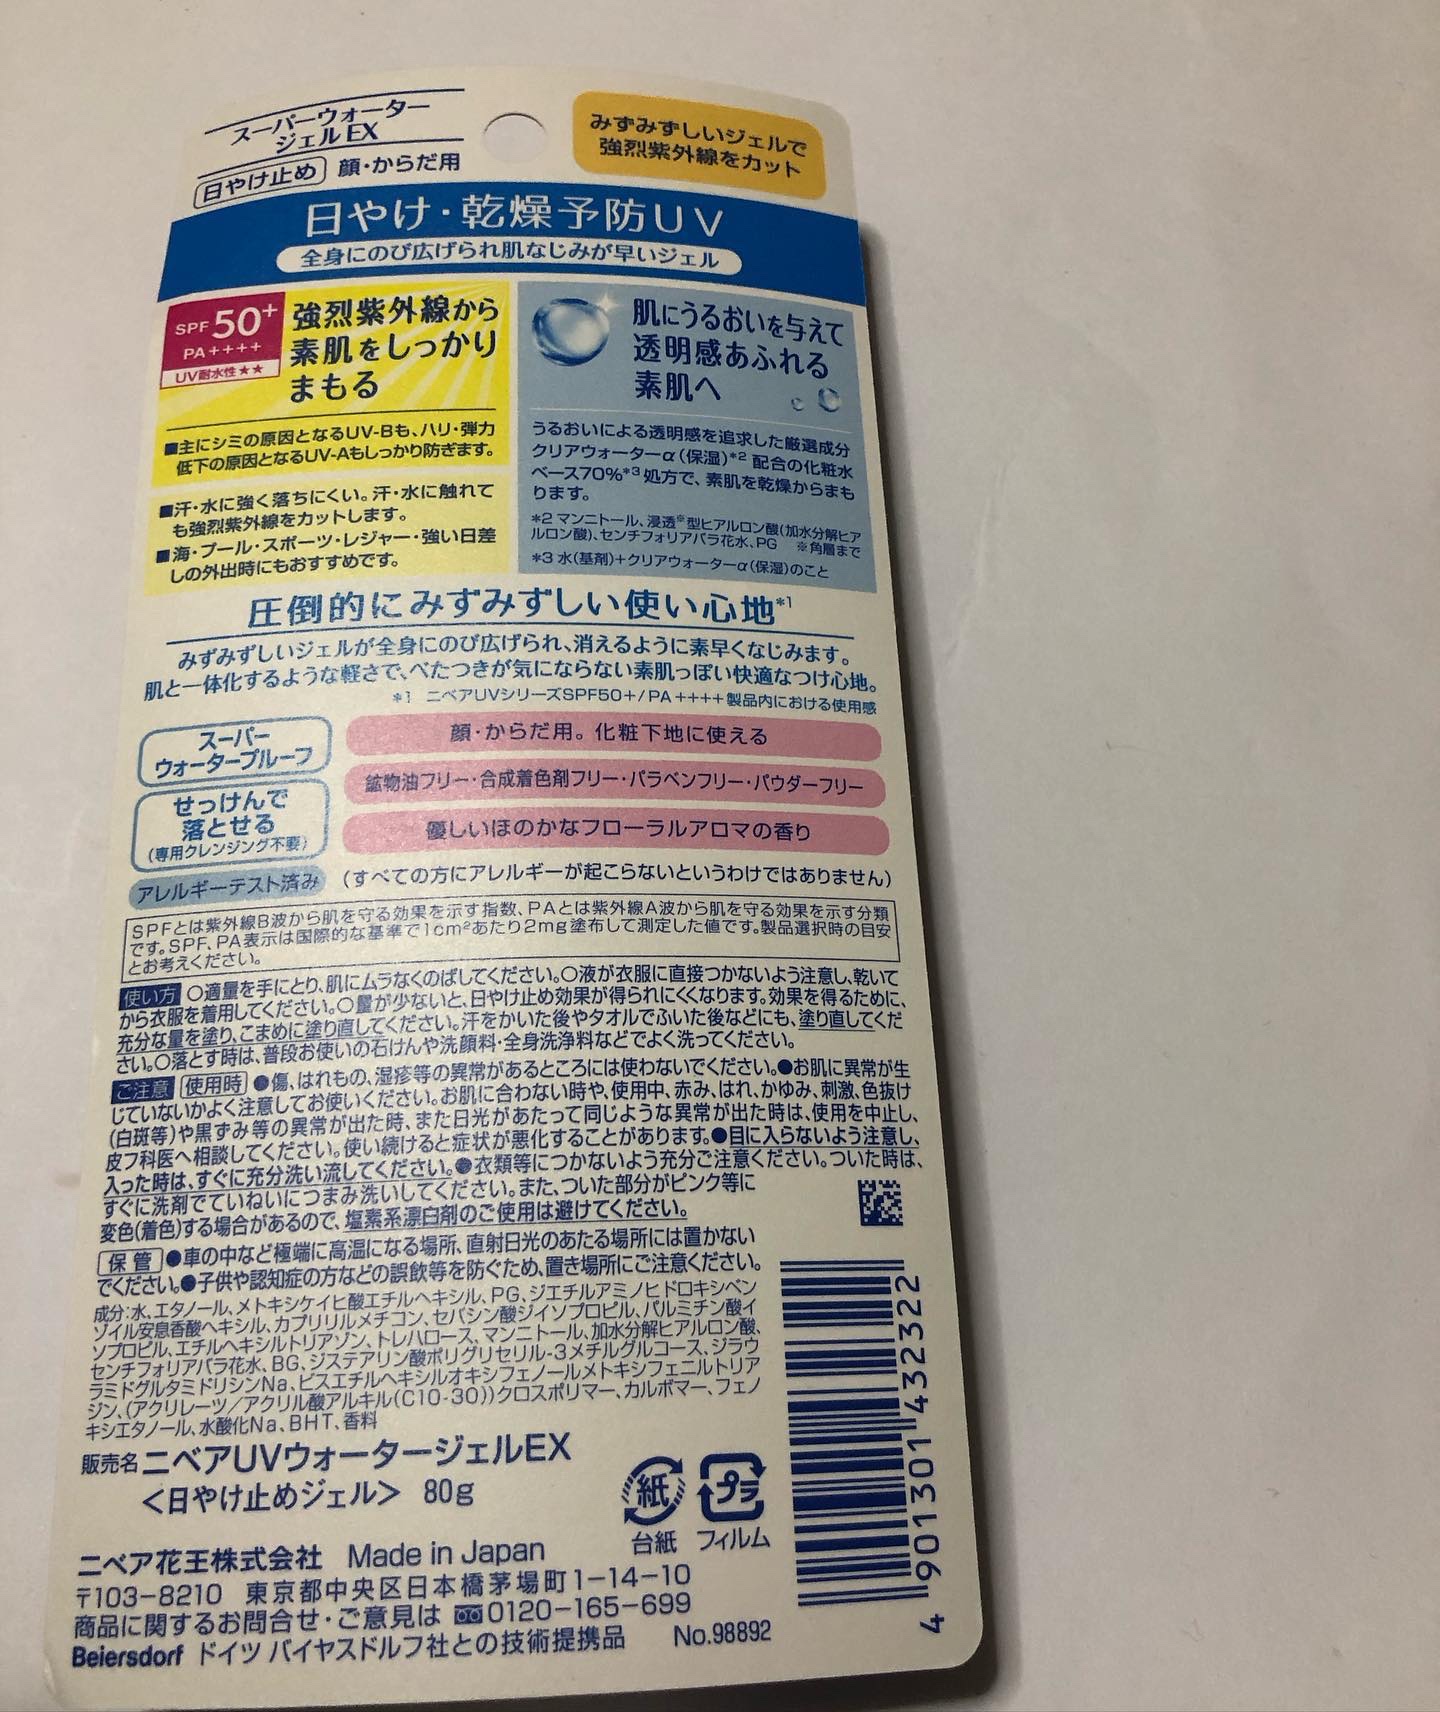 スーパーウォーター
ジェルEX
日やけ止め 顔・からだ用
みずみずしいジェルで
強烈紫外線をカット
日やけ・乾燥予防UV
全身にのび広げられ肌なじみが早いジェル
SPF 50+
PA++++
UV耐水性★★
強烈紫外線から
素肌をしっかり
まもる
■主にシミの原因となるUV-Bも、ハリ・弾力
低下の原因となるUV-Aもしっかり防ぎます。
■汗・水に強く落ちにくい。汗・水に触れて
も強烈紫外線をカットします。
■海・プール・スポーツ・レジャー・強い日差
しの外出時にもおすすめです。
肌にうるおいを与えて
透明感あふれる
素肌へ
うるおいによる透明感を追求した厳選成分
クリアウォーターα(保湿)*2 配合の化粧水
ベース70%*3処方で、素肌を乾燥からまも
ります。
*2 マンニトール、浸透※型ヒアルロン酸(加水分解ヒア
ルロン酸)、センチフォリアバラ花水、PG ※角層まで
*3 水(基剤)+クリアウォーターα(保湿)のこと
圧倒的にみずみずしい使い心地*1
みずみずしいジェルが全身にのび広げられ、消えるように素早くなじみます。
肌と一体化するような軽さで、べたつきが気にならない素肌っぽい快適なつけ心地。
*1 ニベアUVシリーズSPF50+/PA++++製品内における使用感
スーパー
ウォータープルーフ
せっけんで
落とせる
(専用クレンジング不要)
顔・からだ用。化粧下地に使える
鉱物油フリー・合成着色剤フリー・パラベンフリー・パウダーフリー
優しいほのかなフローラルアロマの香り
アレルギーテスト済み (すべての方にアレルギーが起こらないというわけではありません)
SPFとは紫外線B波から肌を守る効果を示す指数、PAとは紫外線A波から肌を守る効果を示す分類
です。SPF、PA表示は国際的な基準で1cm²あたり2mg塗布して測定した値です。製品選択時の目安
とお考えください。
使い方 ○適量を手にとり、肌にムラなくのばしてください。○液が衣服に直接つかないよう注意し、乾いて
から衣服を着用してください。○量が少ないと、日やけ止め効果が得られにくくなります。効果を得るために、
充分な量を塗り、こまめに塗り直してください。汗をかいた後やタオルでふいた後などにも、塗り直してくだ
さい。○落とす時は、普段お使いの石けんや洗顔料・全身洗浄料などでよく洗ってください。
ご注意 使用時 ●傷、はれもの、湿疹等の異常があるところには使わないでください。●お肌に異常が生
じていないかよく注意してお使いください。お肌に合わない時や、使用中、赤み、はれ、かゆみ、刺激、色抜け
(白斑等)や黒ずみ等の異常が出た時、また日光があたって同じような異常が出た時は、使用を中止し、
皮フ科医へ相談してください。使い続けると症状が悪化することがあります。●目に入らないよう注意し、
入った時は、すぐに充分洗い流してください。●衣類等につかないよう充分ご注意ください。ついた時は、
すぐに洗剤でていねいにつまみ洗いしてください。また、ついた部分がピンク等に
変色(着色)する場合があるので、塩素系漂白剤のご使用は避けてください。
保管 ●車の中など極端に高温になる場所、直射日光のあたる場所には置かない
でください。●子供や認知症の方などの誤飲等を防ぐため、置き場所にご注意ください。
成分:水、エタノール、メトキシケイヒ酸エチルヘキシル、PG、ジエチルアミノヒドロキシベン
ゾイル安息香酸ヘキシル、カプリリルメチコン、セバシン酸ジイソプロピル、パルミチン酸イ
ソプロピル、エチルヘキシルトリアゾン、トレハロース、マンニトール、加水分解ヒアルロン酸、
センチフォリアバラ花水、BG、ジステアリン酸ポリグリセリル-3メチルグルコース、ジラウ
ラミドグルタミドリシンNa、ビスエチルヘキシルオキシフェノールメトキシフェニルトリア
ジン、(アクリレーツ/アクリル酸アルキル(C10-30))クロスポリマー、カルボマー、フェノ
キシエタノール、水酸化Na、BHT、香料
販売名 ニベアUVウォータージェルEX
<日やけ止めジェル> 80g
紙
台紙
プラ
フィルム
ニベア花王株式会社 Made in Japan
〒103-8210 東京都中央区日本橋茅場町1-14-10
商品に関するお問合せ・ご意見は 0120-165-699
Beiersdorf ドイツ バイヤスドルフ社との技術提携品 No.98892
4 901301 432322